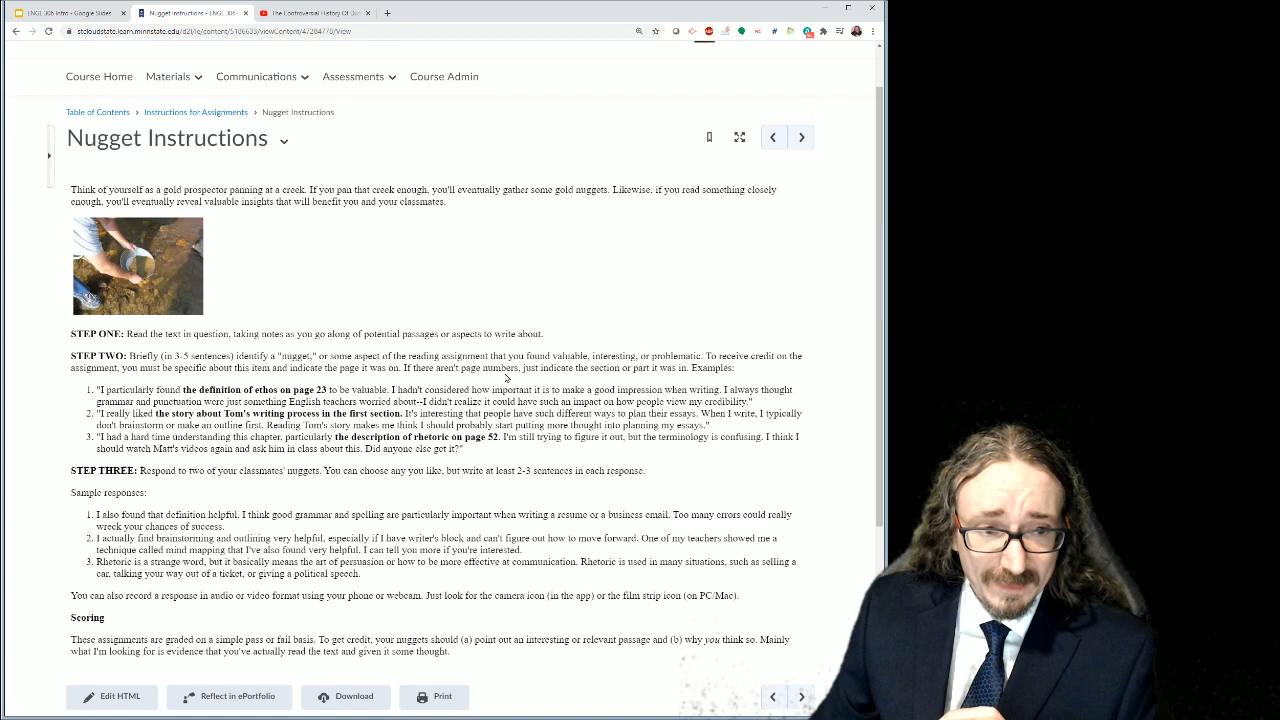 ENGL 306 Intro - Google Slides
Nugget Instructions - ENGL 306-
The Controversial History Of Du
stcloudstate.learn.minnstate.edu/d2l/le/content/5186633/viewContent/47284778/View
Course Home
Materials
Communications
Assessments
Course Admin
Table of Contents › Instructions for Assignments › Nugget Instructions
Nugget Instructions
Think of yourself as a gold prospector panning at a creek. If you pan that creek enough, you'll eventually gather some gold nuggets. Likewise, if you read something closely
enough, you'll eventually reveal valuable insights that will benefit you and your classmates.
STEP ONE: Read the text in question, taking notes as you go along of potential passages or aspects to write about.
STEP TWO: Briefly (in 3-5 sentences) identify a "nugget," or some aspect of the reading assignment that you found valuable, interesting, or problematic. To receive credit on the
assignment, you must be specific about this item and indicate the page it was on. If there aren't page numbers, just indicate the section or part it was in. Examples:
1. "I particularly found the definition of ethos on page 23 to be valuable. I hadn't considered how important it is to make a good impression when writing. I always thought
grammar and punctuation were just something English teachers worried about--I didn't realize it could have such an impact on how people view my credibility."
2. "I really liked the story about Tom's writing process in the first section. It's interesting that people have such different ways to plan their essays. When I write, I typically
don't brainstorm or make an outline first. Reading Tom's story makes me think I should probably start putting more thought into planning my essays."
3. "I had a hard time understanding this chapter, particularly the description of rhetoric on page 52. I'm still trying to figure it out, but the terminology is confusing. I think I
should watch Matt's videos again and ask him in class about this. Did anyone else get it?"
STEP THREE: Respond to two of your classmates' nuggets. You can choose any you like, but write at least 2-3 sentences in each response.
Sample responses:
1. I also found that definition helpful. I think good grammar and spelling are particularly important when writing a resume or a business email. Too many errors could really
wreck your chances of success.
2. I actually find brainstorming and outlining very helpful, especially if I have writer's block and can't figure out how to move forward. One of my teachers showed me a
technique called mind mapping that I've also found very helpful. I can tell you more if you're interested.
3. Rhetoric is a strange word, but it basically means the art of persuasion or how to be more effective at communication. Rhetoric is used in many situations, such as selling a
car, talking your way out of a ticket, or giving a political speech.
You can also record a response in audio or video format using your phone or webcam. Just look for the camera icon (in the app) or the film strip icon (on PC/Mac).
Scoring
These assignments are graded on a simple pass or fail basis. To get credit, your nuggets should (a) point out an interesting or relevant passage and (b) why you think so. Mainly
what I'm looking for is evidence that you've actually read the text and given it some thought.
Edit HTML
Reflect in ePortfolio
Download
Print